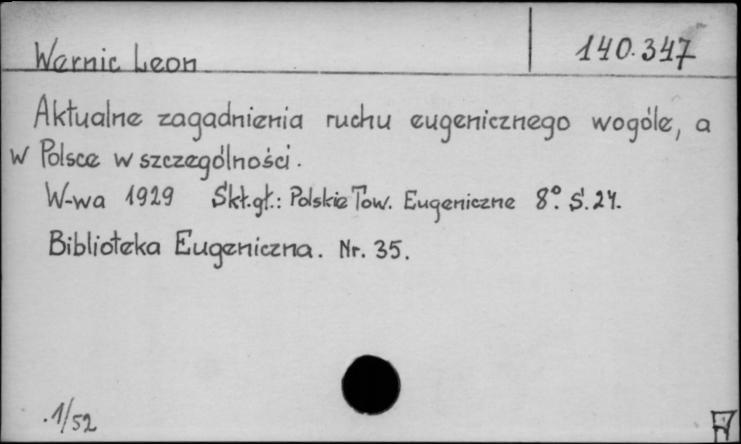 Wernic Leon
140.347
Aktualne zagadnienia ruchu eugenicznego wogóle, a
w Polsce w szczególności.
W-wa 1929 Skł.gł.: Polskie Tow. Eugeniczne 8°. S.24.
Biblioteka Eugeniczna. Nr. 35.
.1/52